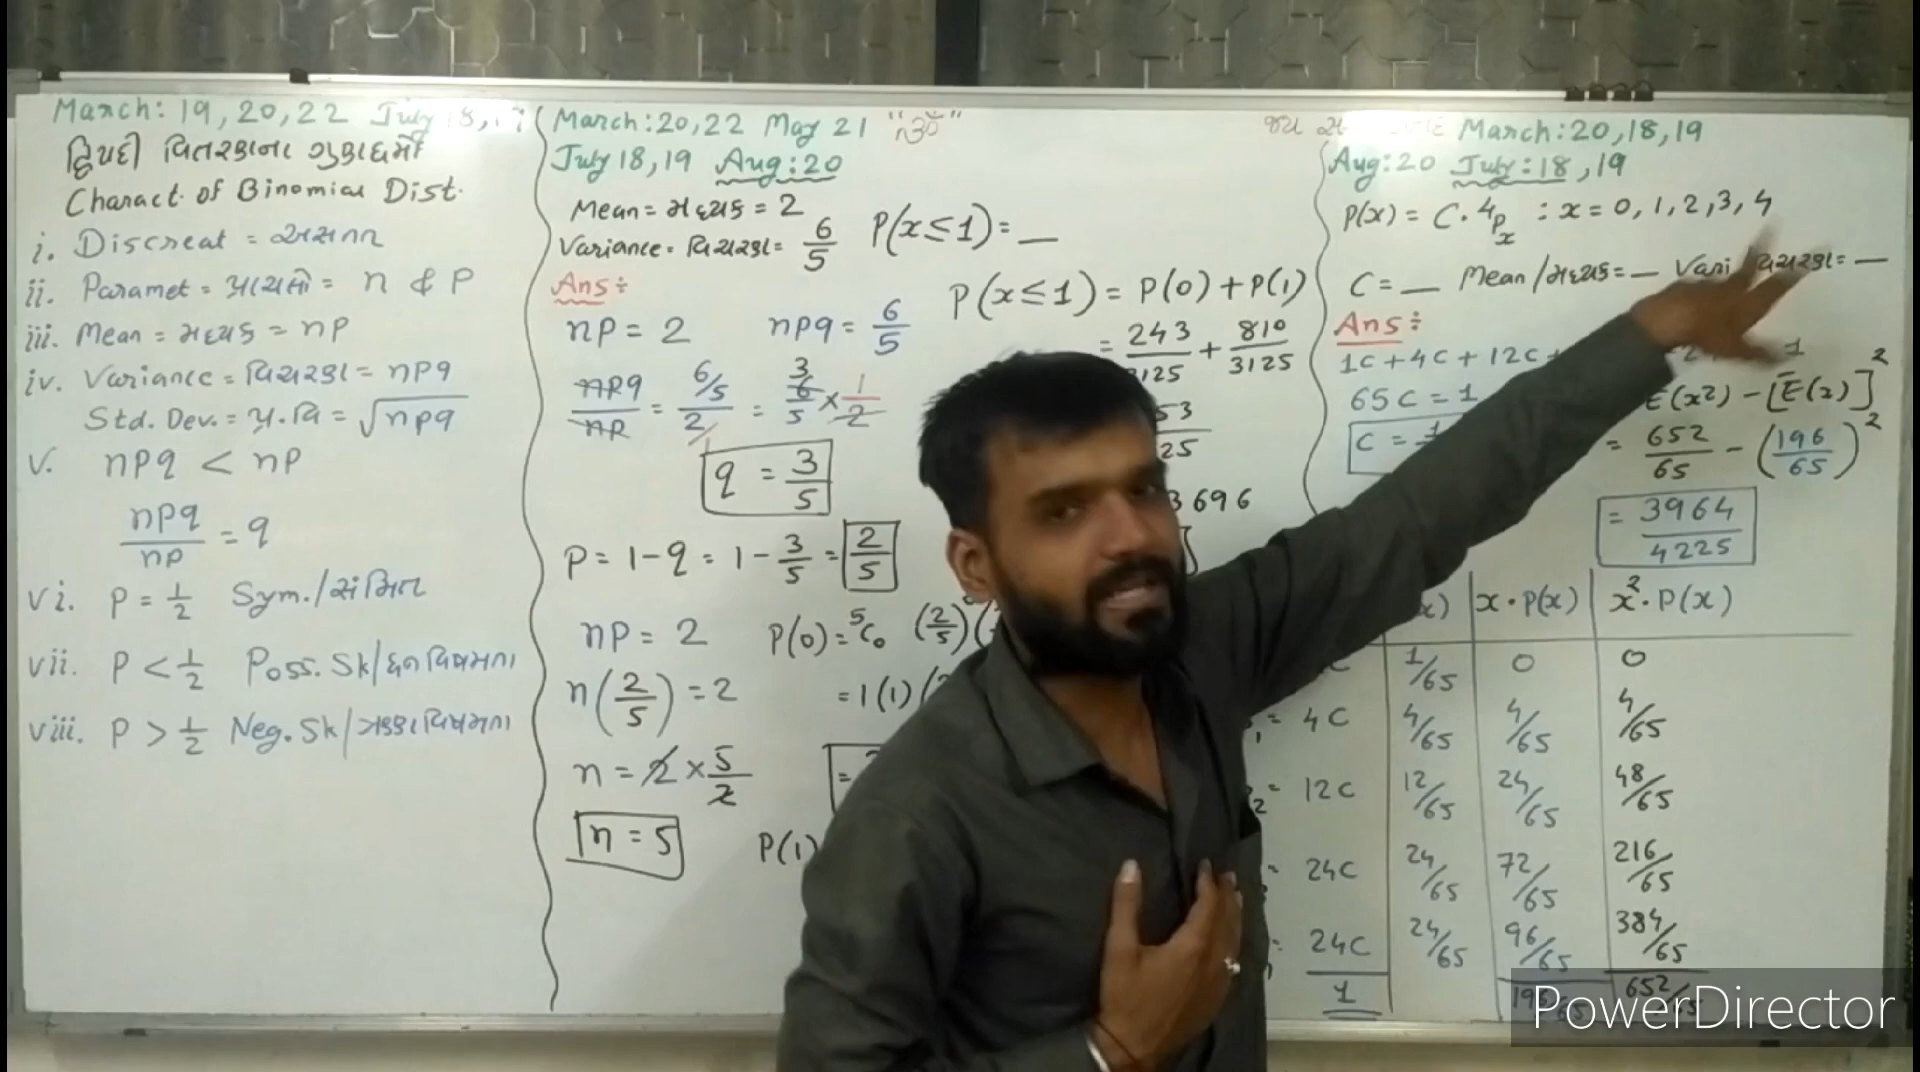 March: 19, 20, 22 July 18, 19
દ્વિપદી વિતરણના ગુણધર્મો
Charact. of Binomial Dist.
i. Discreat = અસતત
ii. Paramet = પ્રાચલો = n & P
iii. Mean = મધ્યક = np
iv. Variance = વિચરણ = npq
Std. Dev. = પ્ર.વિ = √npq
v. npq < np
npq/np = q
vi. P = 1/2 Sym./સંમિત
vii. P < 1/2 Poss. Sk/ધન વિષમતા
viii. P > 1/2 Neg. Sk/ઋણ વિષમતા
March: 20, 22 May 21
July 18, 19 Aug: 20
Mean = મધ્યક = 2
Variance = વિચરણ = 6/5 P(x ≤ 1) = __
Ans:
np = 2 npq = 6/5
npq/np = 6/5 / 2 = 6/5 × 1/2
q = 3/5
P = 1 - q = 1 - 3/5 = 2/5
np = 2
n(2/5) = 2
n = 2 × 5/2
n = 5
P(x ≤ 1) = P(0) + P(1)
= 243/3125 + 810/3125
3696
P(0) = 5C0 (2/5)
= 1(1)
P(1)
March: 20, 18, 19
Aug: 20 July: 18, 19
P(x) = C · 4Px : x = 0, 1, 2, 3, 4
C = __ Mean/મધ્યક = __ Vari વિચરણ = __
Ans:
1C + 4C + 12C +
65C = 1
C = 1
E(x²) - [E(x)]²
= 652/65 - (196/65)²
= 3964/4225
x · P(x) x² · P(x)
1/65 0 0
= 4C 4/65 4/65 4/65
= 12C 12/65 24/65 48/65
24C 24/65 72/65 216/65
24C 24/65 96/65 384/65
1 196 652/65
PowerDirector